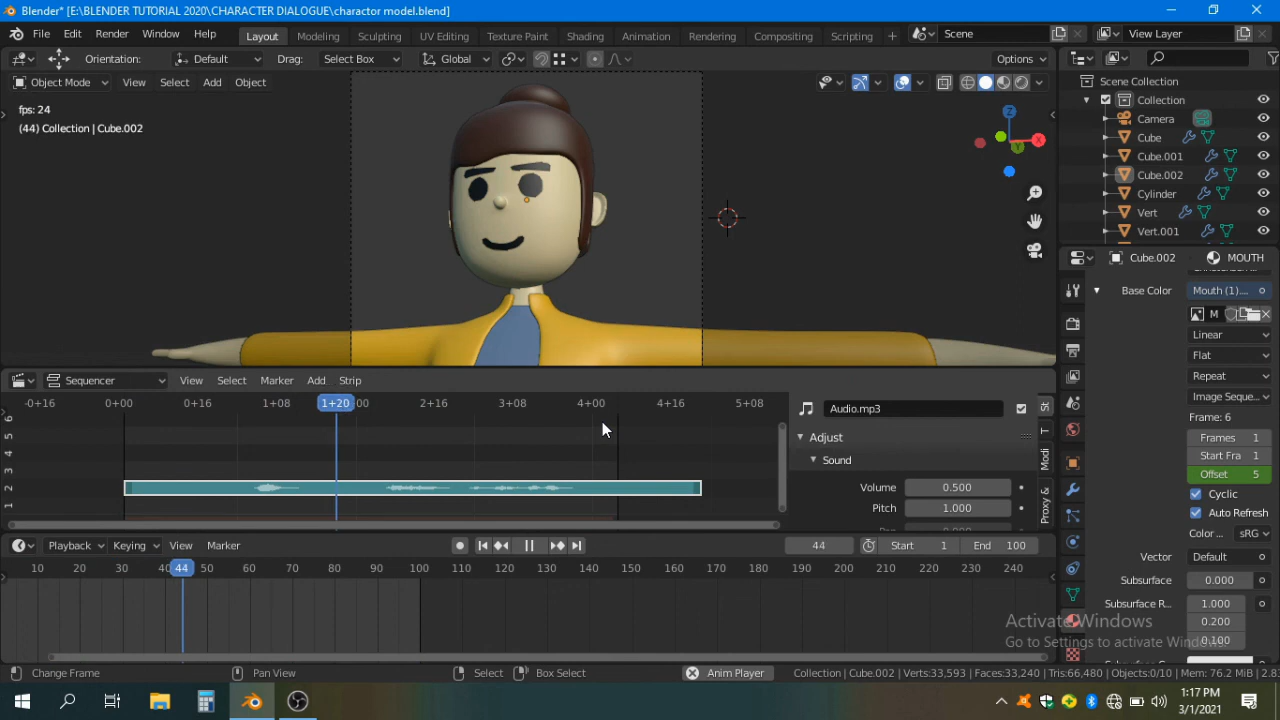 Blender* [E:\BLENDER TUTORIAL 2020\CHARACTER DIALOGUE\charactor model.blend]
File Edit Render Window Help Layout Modeling Sculpting UV Editing Texture Paint Shading Animation Rendering Compositing Scripting + Scene View Layer
Orientation: Default Drag: Select Box Global Options
Object Mode View Select Add Object
fps: 24
(44) Collection | Cube.002
Z
X
Y
Scene Collection
Collection
Camera
Cube
Cube.001
Cube.002
Cylinder
Vert
Vert.001
Cube.002 MOUTH
Base Color Mouth (1)...
M
Linear
Flat
Repeat
Image Seque...
Frame: 6
Frames 1
Start Fra 1
Offset 5
Cyclic
Auto Refresh
Color ... sRG
Vector Default
Subsurface 0.000
Subsurface R... 1.000
0.200
0.100
Sequencer View Select Marker Add Strip
-0+16 0+00 0+16 1+08 1+20 :00 2+16 3+08 4+00 4+16 5+08
6
5
4
3
2
1
Audio.mp3
Adjust
Sound
Volume 0.500
Pitch 1.000
St
T
Modi
Proxy &
Playback Keying View Marker 44 Start 1 End 100
10 20 30 40 44 50 60 70 80 90 100 110 120 130 140 150 160 170 180 190 200 210 220 230 240
Activate Windows
Go to Settings to activate Windows.
Change Frame Pan View Select Box Select Anim Player Collection | Cube.002 | Verts:33,593 | Faces:33,240 | Tris:66,480 | Objects:0/10 | Mem: 76.2 MiB | 2.8
1:17 PM
3/1/2021